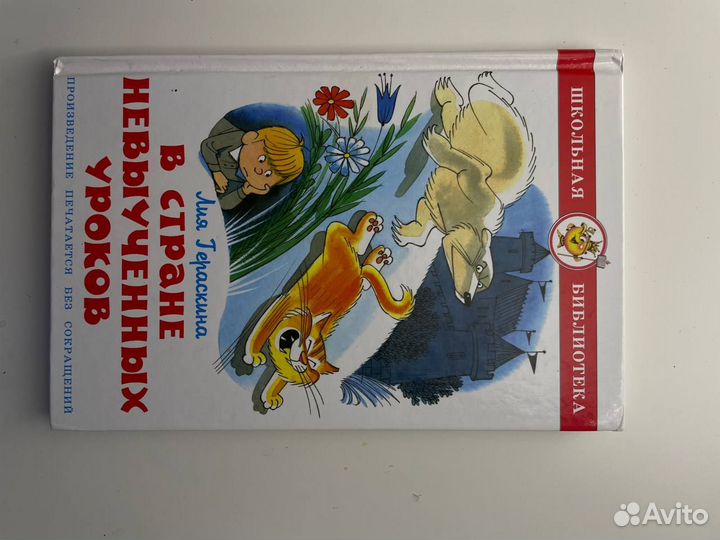 ШКОЛЬНАЯ БИБЛИОТЕКА
Лия Гераскина
В СТРАНЕ
НЕВЫУЧЕННЫХ
УРОКОВ
ПРОИЗВЕДЕНИЕ ПЕЧАТАЕТСЯ БЕЗ СОКРАЩЕНИЙ
Avito